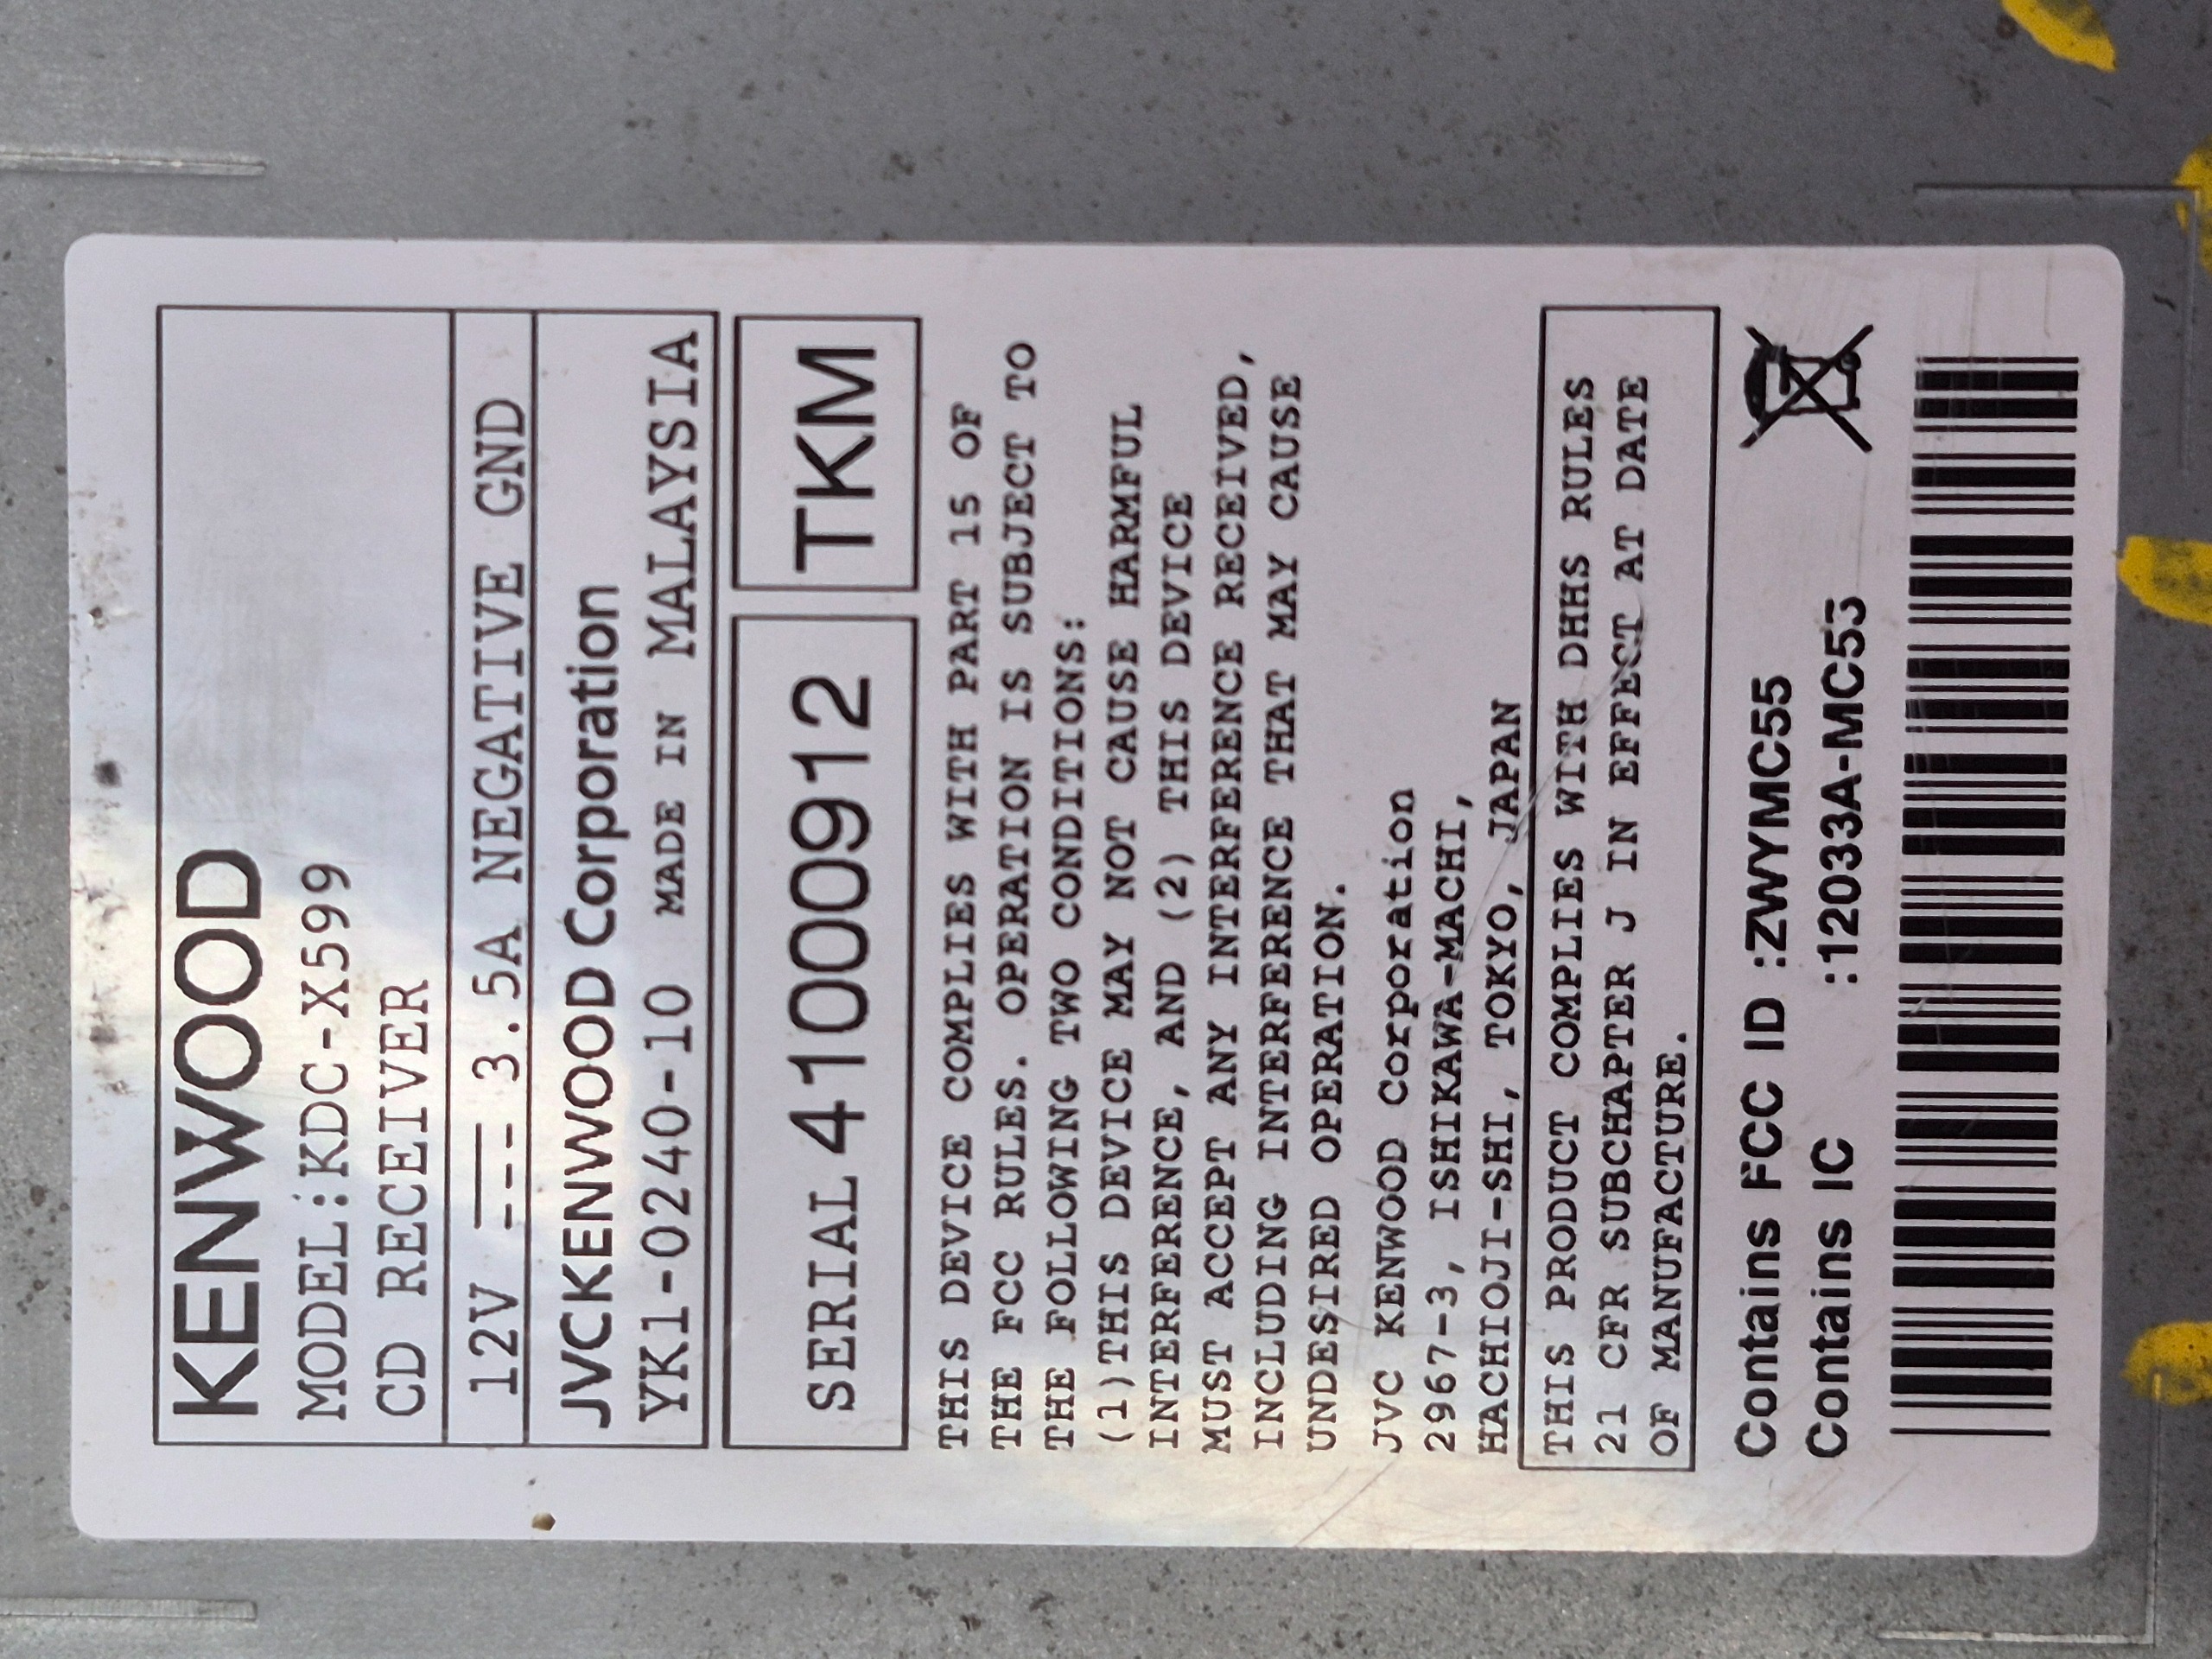 KENWOOD
MODEL:KDC-X599
CD RECEIVER
12V 3.5A NEGATIVE GND
JVCKENWOOD Corporation
YK1-0240-10 MADE IN MALAYSIA
SERIAL 41000912 TKM
THIS DEVICE COMPLIES WITH PART 15 OF
THE FCC RULES. OPERATION IS SUBJECT TO
THE FOLLOWING TWO CONDITIONS:
(1)THIS DEVICE MAY NOT CAUSE HARMFUL
INTERFERENCE, AND (2) THIS DEVICE
MUST ACCEPT ANY INTERFERENCE RECEIVED,
INCLUDING INTERFERENCE THAT MAY CAUSE
UNDESIRED OPERATION.
JVC KENWOOD Corporation
2967-3, ISHIKAWA-MACHI,
HACHIOJI-SHI, TOKYO, JAPAN
THIS PRODUCT COMPLIES WITH DHHS RULES
21 CFR SUBCHAPTER J IN EFFECT AT DATE
OF MANUFACTURE.
Contains FCC ID :ZWYMC55
Contains IC :12033A-MC55